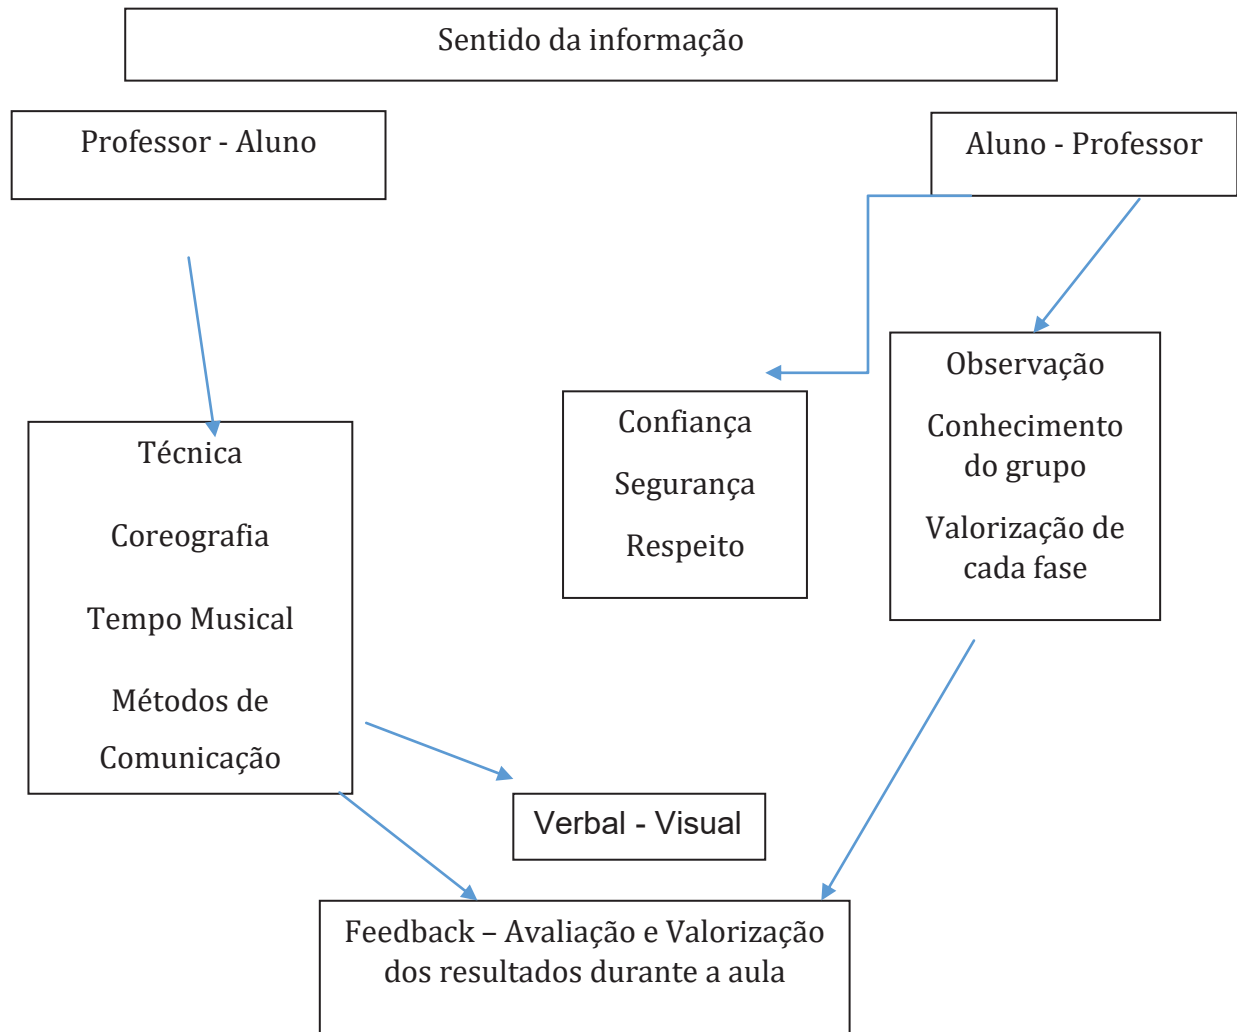 Sentido da informação
Professor - Aluno
Aluno - Professor
Técnica
Coreografia
Tempo Musical
Métodos de
Comunicação
Confiança
Segurança
Respeito
Observação
Conhecimento
do grupo
Valorização de
cada fase
Verbal - Visual
Feedback – Avaliação e Valorização
dos resultados durante a aula